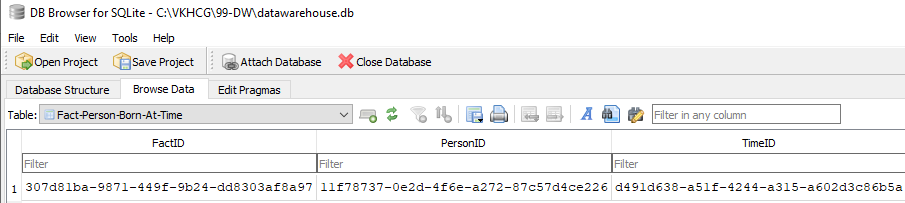 DB Browser for SQLite - C:\VKHCG\99-DW\datawarehouse.db
File Edit View Tools Help
Open Project Save Project Attach Database Close Database
Database Structure Browse Data Edit Pragmas
Table: Fact-Person-Born-At-Time Filter in any column
FactID PersonID TimeID
Filter Filter Filter
1 307d81ba-9871-449f-9b24-dd8303af8a97 11f78737-0e2d-4f6e-a272-87c57d4ce226 d491d638-a51f-4244-a315-a602d3c86b5a